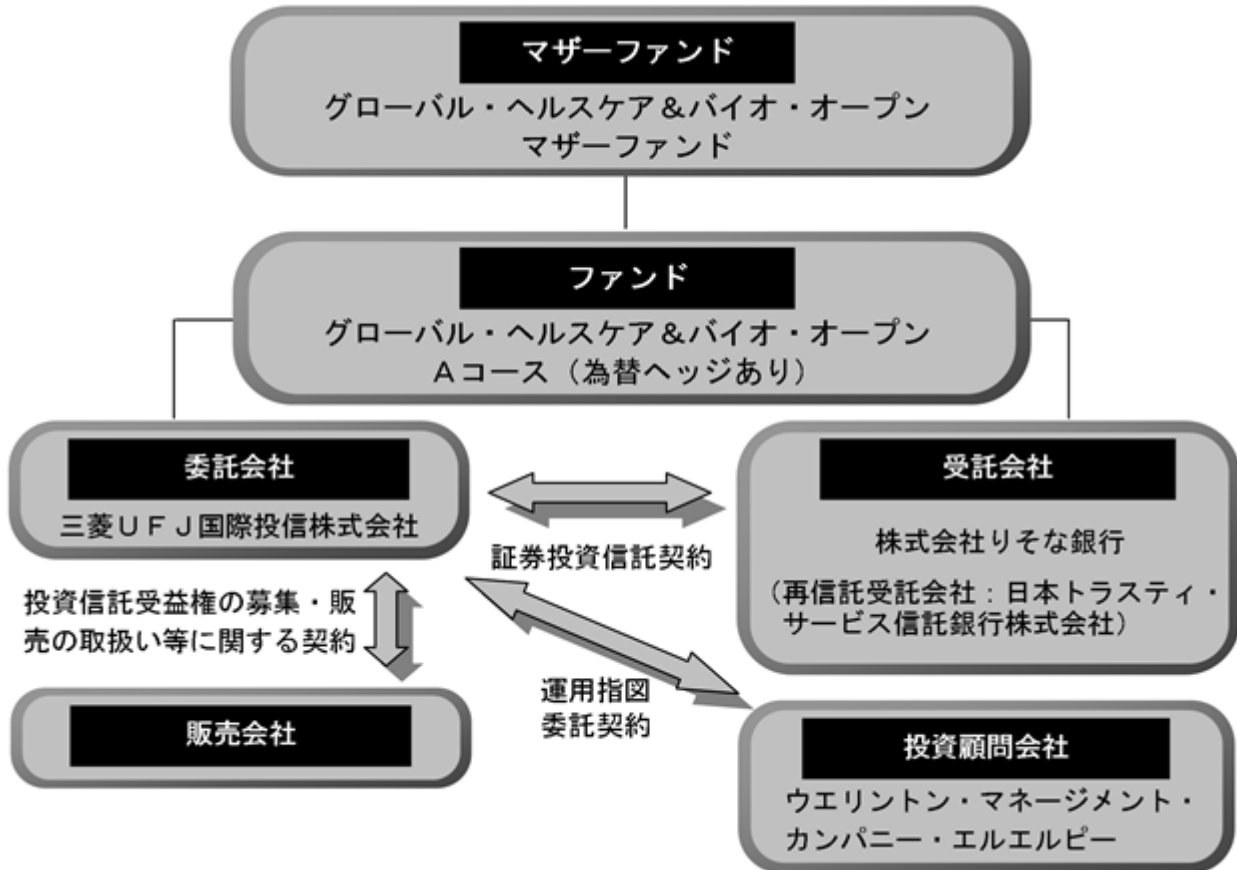 マザーファンド
グローバル・ヘルスケア&バイオ・オープン
マザーファンド
ファンド
グローバル・ヘルスケア&バイオ・オープン
Aコース(為替ヘッジあり)
委託会社
三菱UFJ国際投信株式会社
受託会社
株式会社りそな銀行
(再信託受託会社:日本トラスティ・
サービス信託銀行株式会社)
証券投資信託契約
投資信託受益権の募集・販
売の取扱い等に関する契約
運用指図
委託契約
販売会社
投資顧問会社
ウエリントン・マネージメント・
カンパニー・エルエルピー